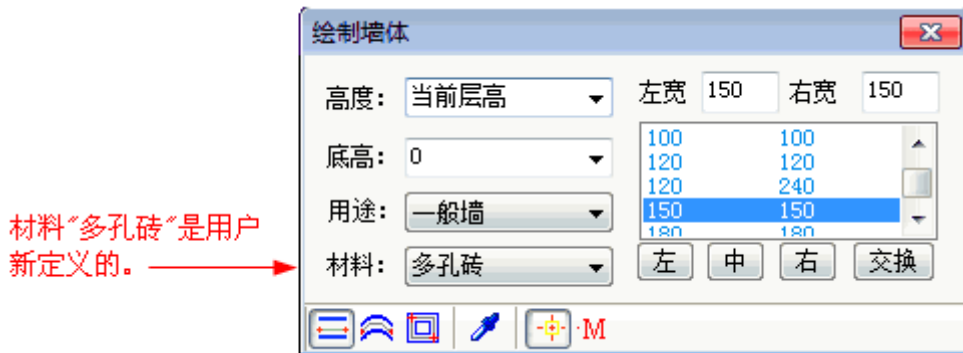 绘制墙体
高度: 当前层高 左宽 150 右宽 150
底高: 0
100 100
120 120
120 240
150 150
180 180
用途: 一般墙
材料: 多孔砖
左 中 右 交换
材料"多孔砖"是用户
新定义的。
·M